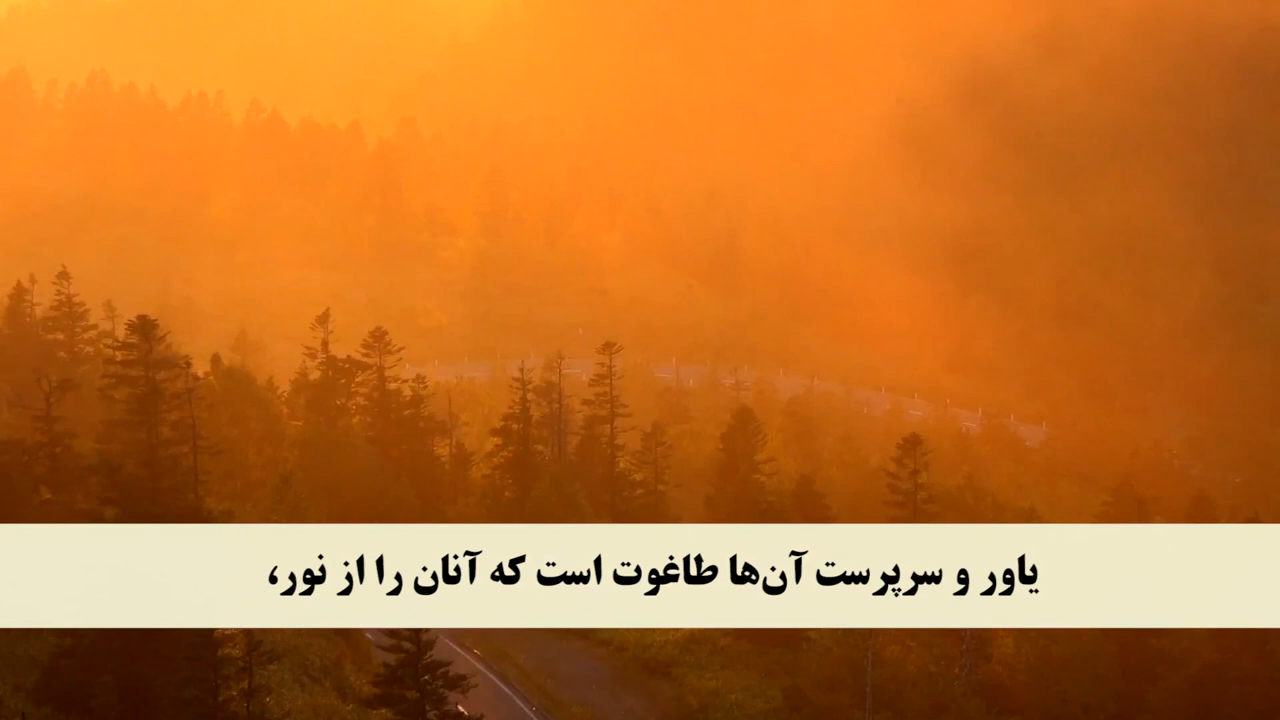 یاور و سرپرست آن‌ها طاغوت است که آنان را از نور،